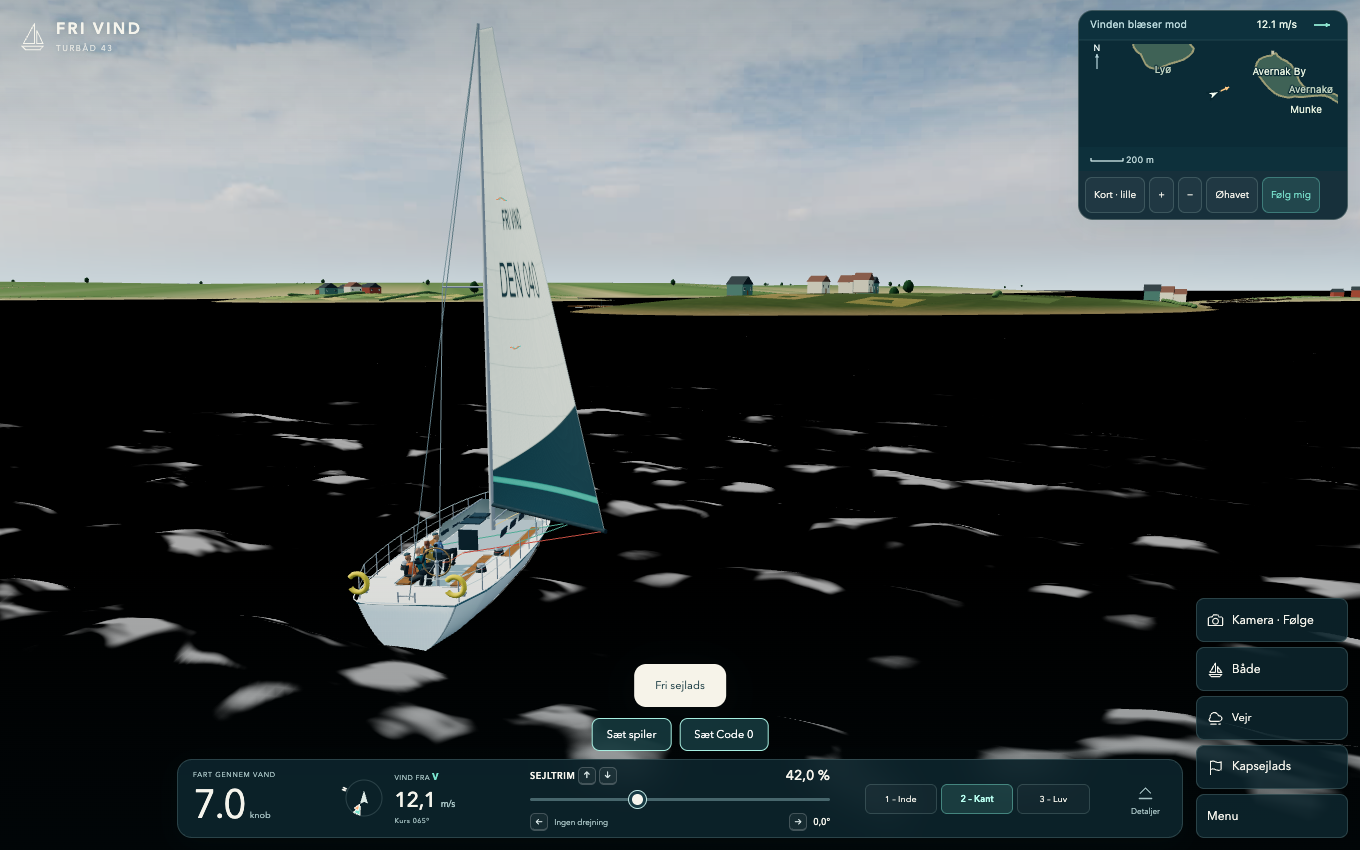 FRI VIND
TURBÅD 43
Vinden blæser mod 12.1 m/s
N
Lyø
Avernak By
Avernakø
Munke
200 m
Kort · lille + − Øhavet Følg mig
FRI VIND
DEN 040
Kamera · Følge
Både
Vejr
Kapsejlads
Menu
Fri sejlads
Sæt spiler Sæt Code 0
FART GENNEM VAND
7.0 knob
VIND FRA V
12,1 m/s
Kurs 065°
SEJLTRIM ↑ ↓ 42,0 %
← Ingen drejning → 0,0°
1 – Inde 2 – Kant 3 – Luv
Detaljer